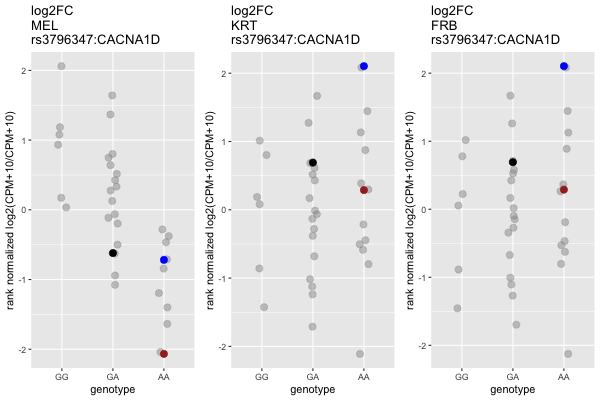 log2FC
MEL
rs3796347:CACNA1D
rank normalized log2(CPM+10/CPM+10)
2
1
0
-1
-2
GG
GA
AA
genotype
log2FC
KRT
rs3796347:CACNA1D
rank normalized log2(CPM+10/CPM+10)
2
1
0
-1
-2
GG
GA
AA
genotype
log2FC
FRB
rs3796347:CACNA1D
rank normalized log2(CPM+10/CPM+10)
2
1
0
-1
-2
GG
GA
AA
genotype